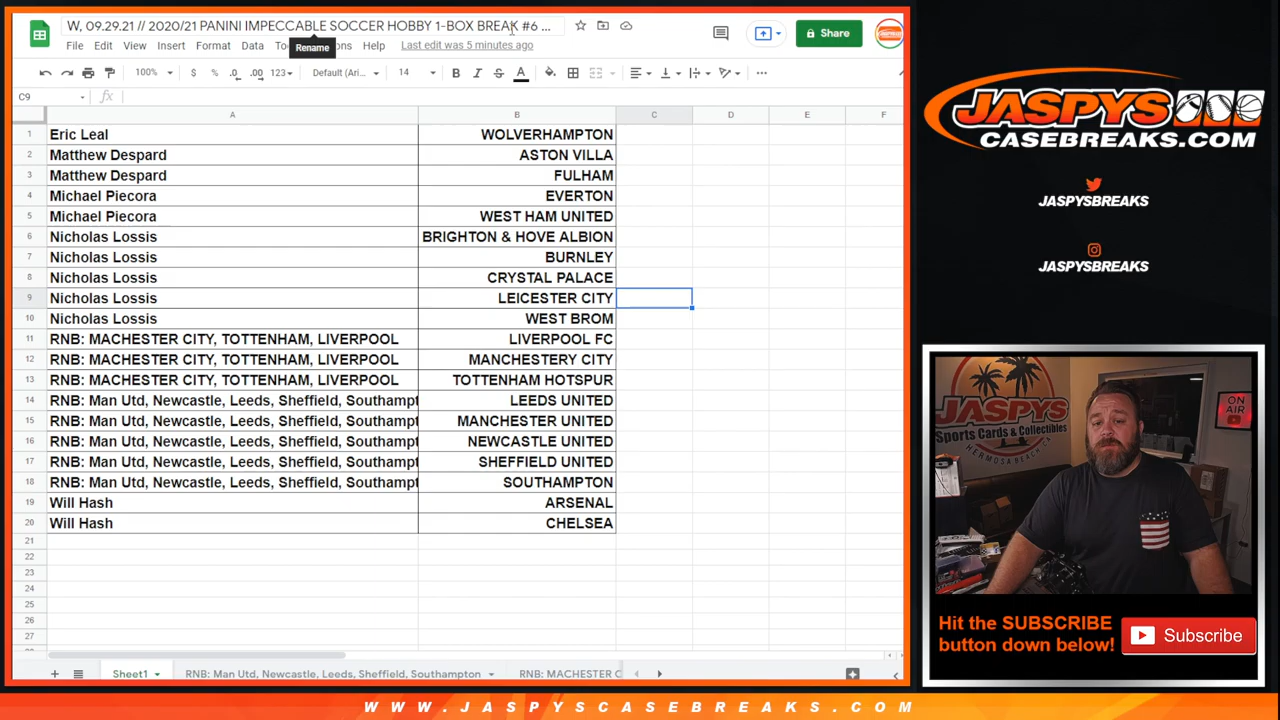 W, 09.29.21 // 2020/21 PANINI IMPECCABLE SOCCER HOBBY 1-BOX BREAK #6 ...
File Edit View Insert Format Data To ons Help Last edit was 5 minutes ago
Rename
Share
100% $ % .0 .00 123 Default (Ari... 14 B I S A
C9 fx
A B C D E F
1 Eric Leal WOLVERHAMPTON
2 Matthew Despard ASTON VILLA
3 Matthew Despard FULHAM
4 Michael Piecora EVERTON
5 Michael Piecora WEST HAM UNITED
6 Nicholas Lossis BRIGHTON & HOVE ALBION
7 Nicholas Lossis BURNLEY
8 Nicholas Lossis CRYSTAL PALACE
9 Nicholas Lossis LEICESTER CITY
10 Nicholas Lossis WEST BROM
11 RNB: MACHESTER CITY, TOTTENHAM, LIVERPOOL LIVERPOOL FC
12 RNB: MACHESTER CITY, TOTTENHAM, LIVERPOOL MANCHESTERY CITY
13 RNB: MACHESTER CITY, TOTTENHAM, LIVERPOOL TOTTENHAM HOTSPUR
14 RNB: Man Utd, Newcastle, Leeds, Sheffield, Southampt LEEDS UNITED
15 RNB: Man Utd, Newcastle, Leeds, Sheffield, Southampt MANCHESTER UNITED
16 RNB: Man Utd, Newcastle, Leeds, Sheffield, Southampt NEWCASTLE UNITED
17 RNB: Man Utd, Newcastle, Leeds, Sheffield, Southampt SHEFFIELD UNITED
18 RNB: Man Utd, Newcastle, Leeds, Sheffield, Southampt SOUTHAMPTON
19 Will Hash ARSENAL
20 Will Hash CHELSEA
21
22
23
24
25
26
27
Sheet1 RNB: Man Utd, Newcastle, Leeds, Sheffield, Southampton RNB: MACHESTER C
JASPYS
CASEBREAKS.COM
JASPYSBREAKS
JASPYSBREAKS
JASPYS
Sports Cards & Collectibles
HERMOSA BEACH
ON
AIR
Hit the SUBSCRIBE
button down below!
Subscribe
WWW.JASPYSCASEBREAKS.COM